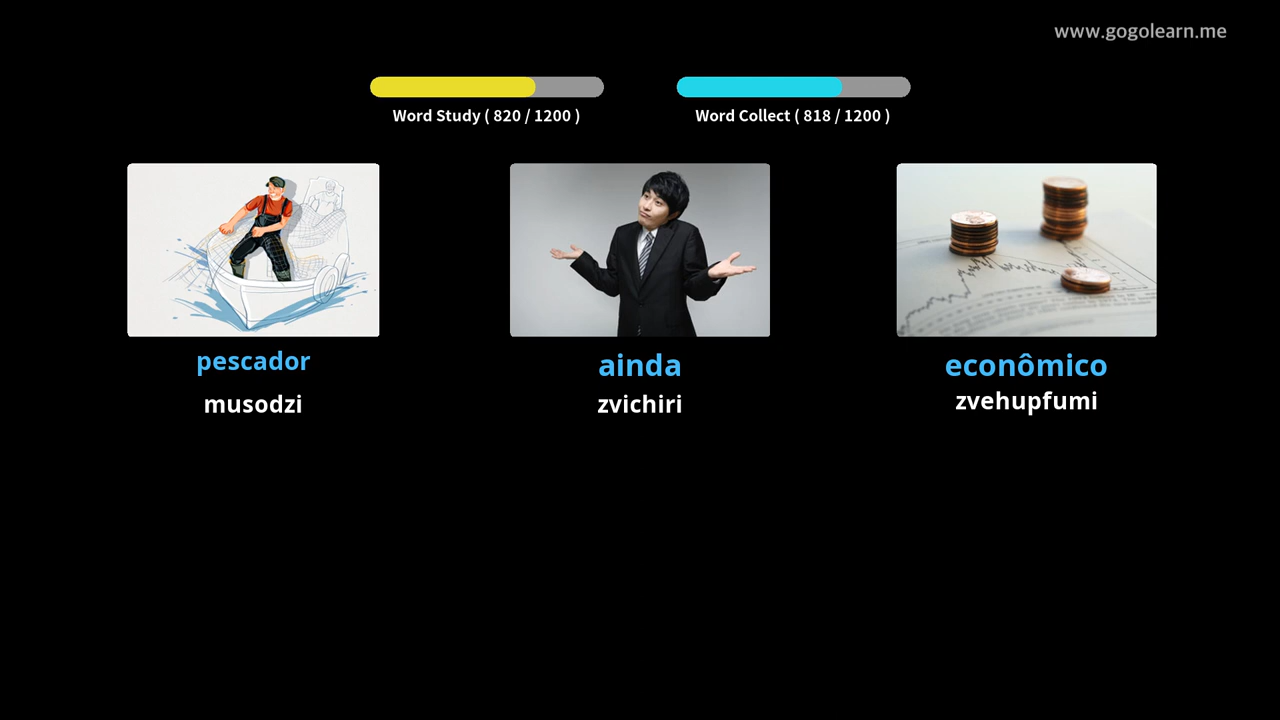 www.gogolearn.me
Word Study ( 820 / 1200 )
Word Collect ( 818 / 1200 )
pescador
musodzi
ainda
zvichiri
econômico
zvehupfumi